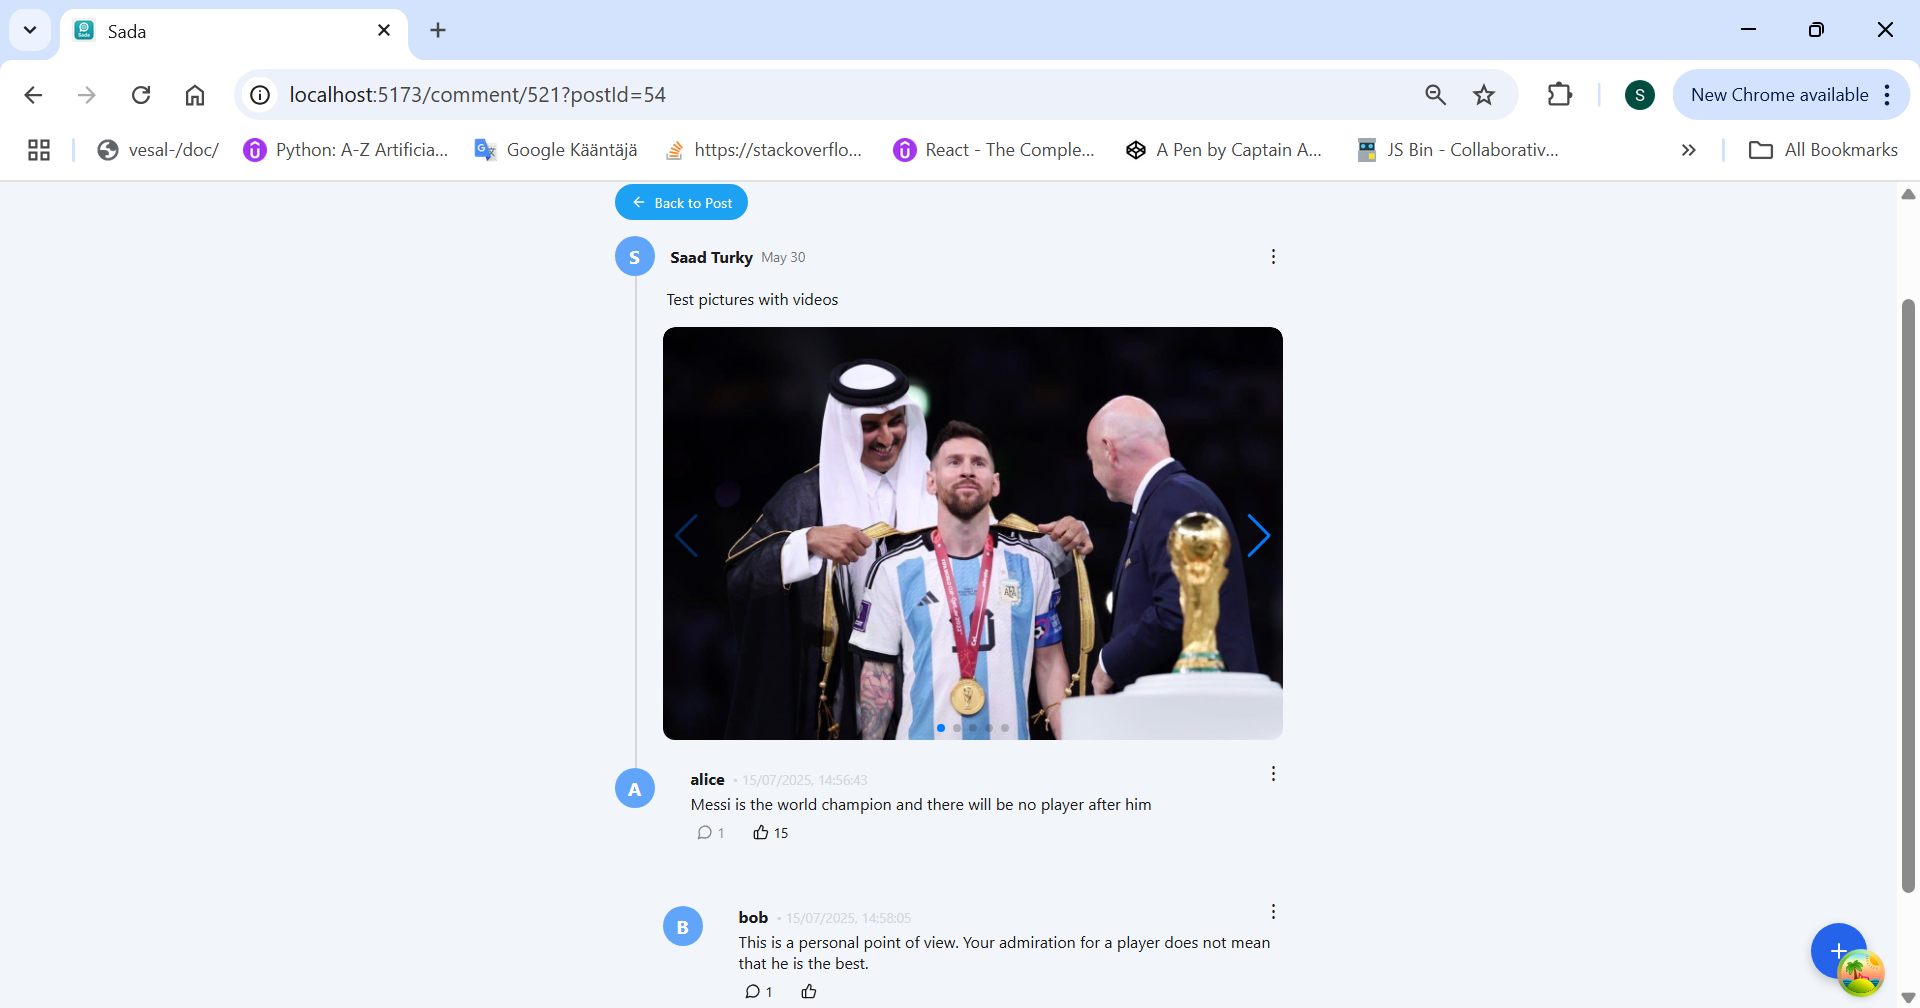 Sada
localhost:5173/comment/521?postId=54
S
New Chrome available
vesal-/doc/
Python: A-Z Artificia...
Google Kääntäjä
https://stackoverflo...
React - The Comple...
A Pen by Captain A...
JS Bin - Collaborativ...
All Bookmarks
Back to Post
S
Saad Turky May 30
Test pictures with videos
10
A
alice • 15/07/2025, 14:56:43
Messi is the world champion and there will be no player after him
1 15
B
bob • 15/07/2025, 14:58:05
This is a personal point of view. Your admiration for a player does not mean
that he is the best.
1